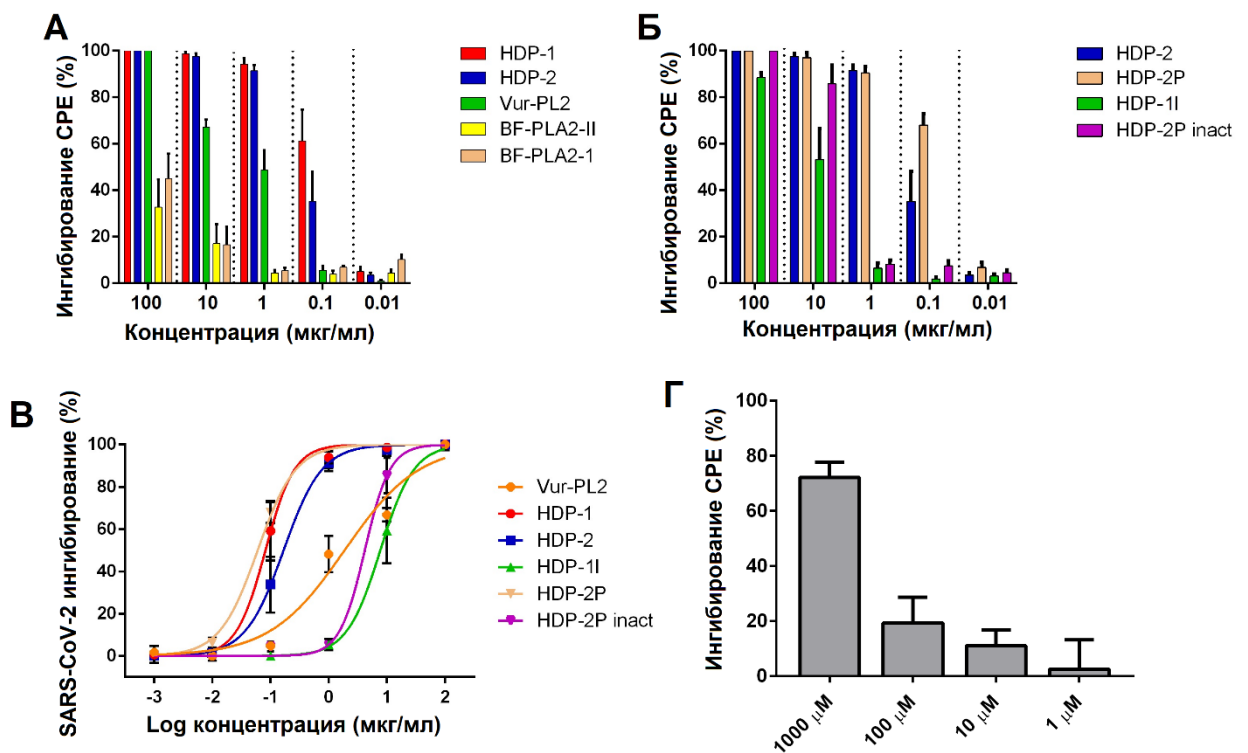 А
Ингибирование CPE (%)
100
80
60
40
20
0
100 10 1 0.1 0.01
Концентрация (мкг/мл)
HDP-1
HDP-2
Vur-PL2
BF-PLA2-II
BF-PLA2-1
Б
Ингибирование CPE (%)
100
80
60
40
20
0
100 10 1 0.1 0.01
Концентрация (мкг/мл)
HDP-2
HDP-2P
HDP-1I
HDP-2P inact
В
SARS-CoV-2 ингибирование (%)
100
80
60
40
20
0
-3 -2 -1 0 1 2
Log концентрация (мкг/мл)
Vur-PL2
HDP-1
HDP-2
HDP-1I
HDP-2P
HDP-2P inact
Г
Ингибирование CPE (%)
100
80
60
40
20
0
1000 μM
100 μM
10 μM
1 μM